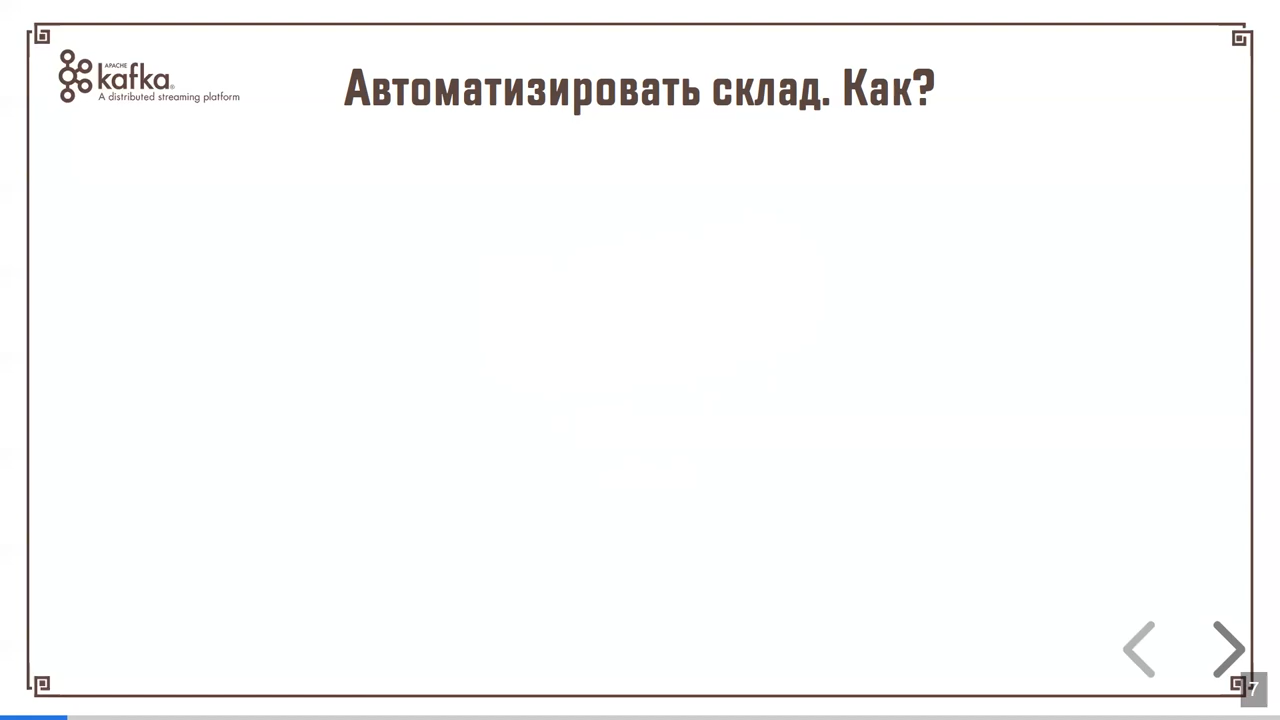 APACHE
kafka®
A distributed streaming platform
Автоматизировать склад. Как?
7